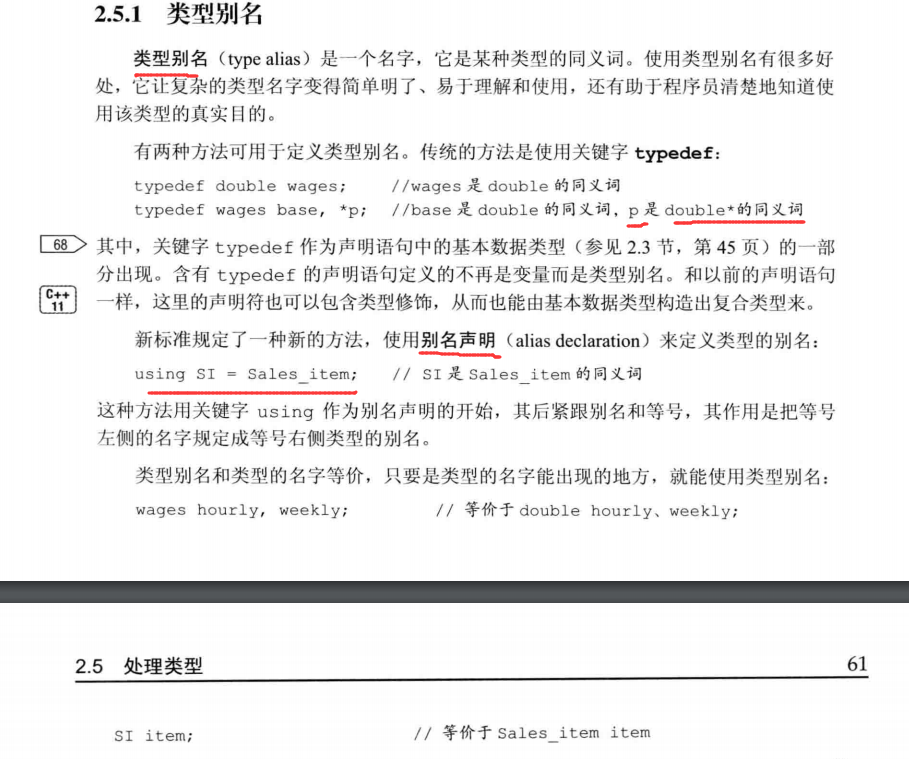 2.5.1 类型别名
类型别名（type alias）是一个名字，它是某种类型的同义词。使用类型别名有很多好
处，它让复杂的类型名字变得简单明了、易于理解和使用，还有助于程序员清楚地知道使
用该类型的真实目的。
有两种方法可用于定义类型别名。传统的方法是使用关键字 typedef：
typedef double wages; //wages 是 double 的同义词
typedef wages base, *p; //base 是 double 的同义词，p 是 double*的同义词
68 其中，关键字 typedef 作为声明语句中的基本数据类型（参见 2.3 节，第 45 页）的一部
分出现。含有 typedef 的声明语句定义的不再是变量而是类型别名。和以前的声明语句
C++
11
一样，这里的声明符也可以包含类型修饰，从而也能由基本数据类型构造出复合类型来。
新标准规定了一种新的方法，使用别名声明（alias declaration）来定义类型的别名：
using SI = Sales_item; // SI 是 Sales_item 的同义词
这种方法用关键字 using 作为别名声明的开始，其后紧跟别名和等号，其作用是把等号
左侧的名字规定成等号右侧类型的别名。
类型别名和类型的名字等价，只要是类型的名字能出现的地方，就能使用类型别名：
wages hourly, weekly; // 等价于 double hourly、weekly;
2.5 处理类型 61
SI item; // 等价于 Sales_item item